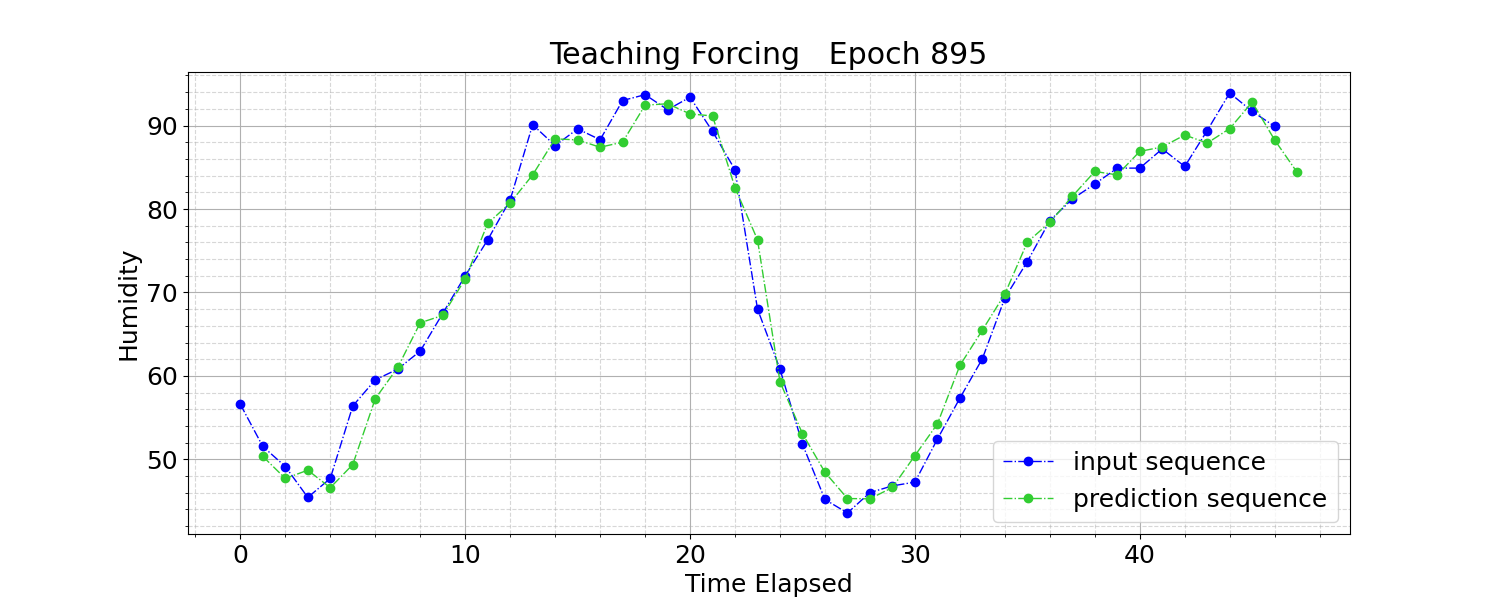 Teaching Forcing   Epoch 895
90
80
70
60
50
Humidity
0 10 20 30 40
Time Elapsed
input sequence
prediction sequence